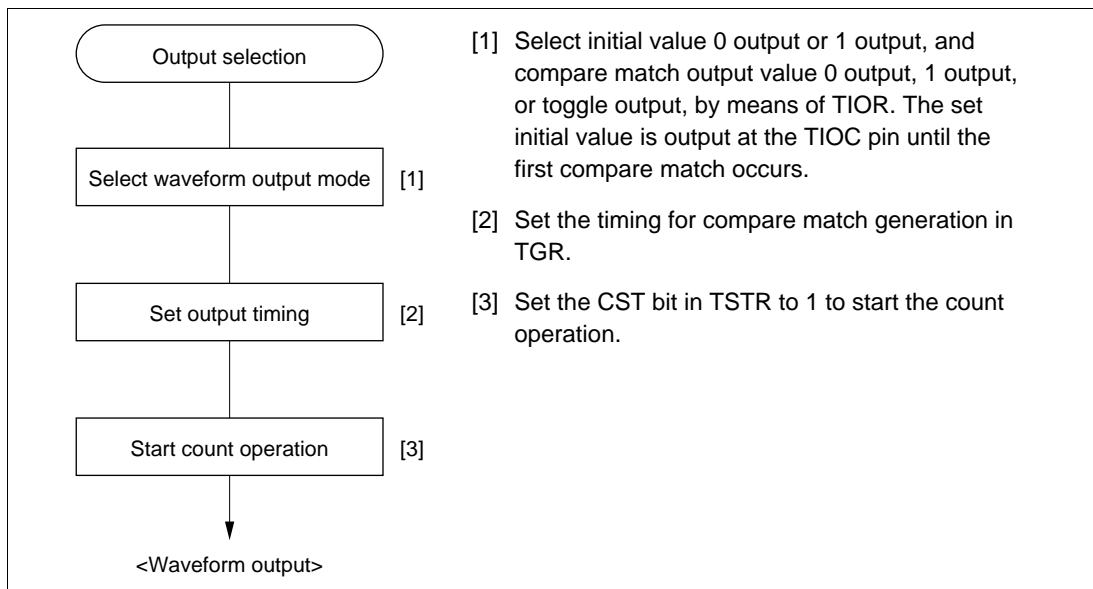 Output selection
Select waveform output mode [1]
Set output timing [2]
Start count operation [3]
<Waveform output>
[1] Select initial value 0 output or 1 output, and
compare match output value 0 output, 1 output,
or toggle output, by means of TIOR. The set
initial value is output at the TIOC pin until the
first compare match occurs.
[2] Set the timing for compare match generation in
TGR.
[3] Set the CST bit in TSTR to 1 to start the count
operation.